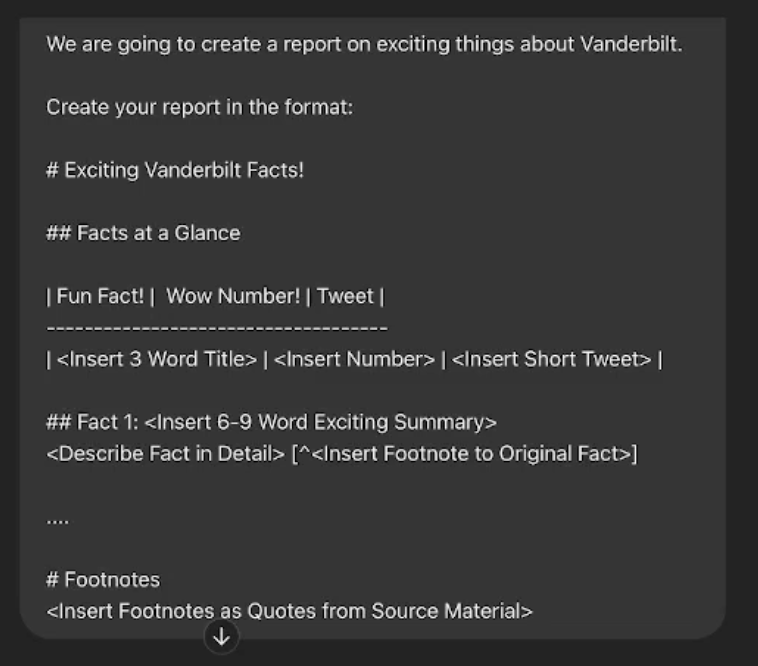 We are going to create a report on exciting things about Vanderbilt.
Create your report in the format:
# Exciting Vanderbilt Facts!
## Facts at a Glance
| Fun Fact! |  Wow Number! | Tweet |
------------------------------------
| <Insert 3 Word Title> | <Insert Number> | <Insert Short Tweet> |
## Fact 1: <Insert 6-9 Word Exciting Summary>
<Describe Fact in Detail> [^<Insert Footnote to Original Fact>]
....
# Footnotes
<Insert Footnotes as Quotes from Source Material>